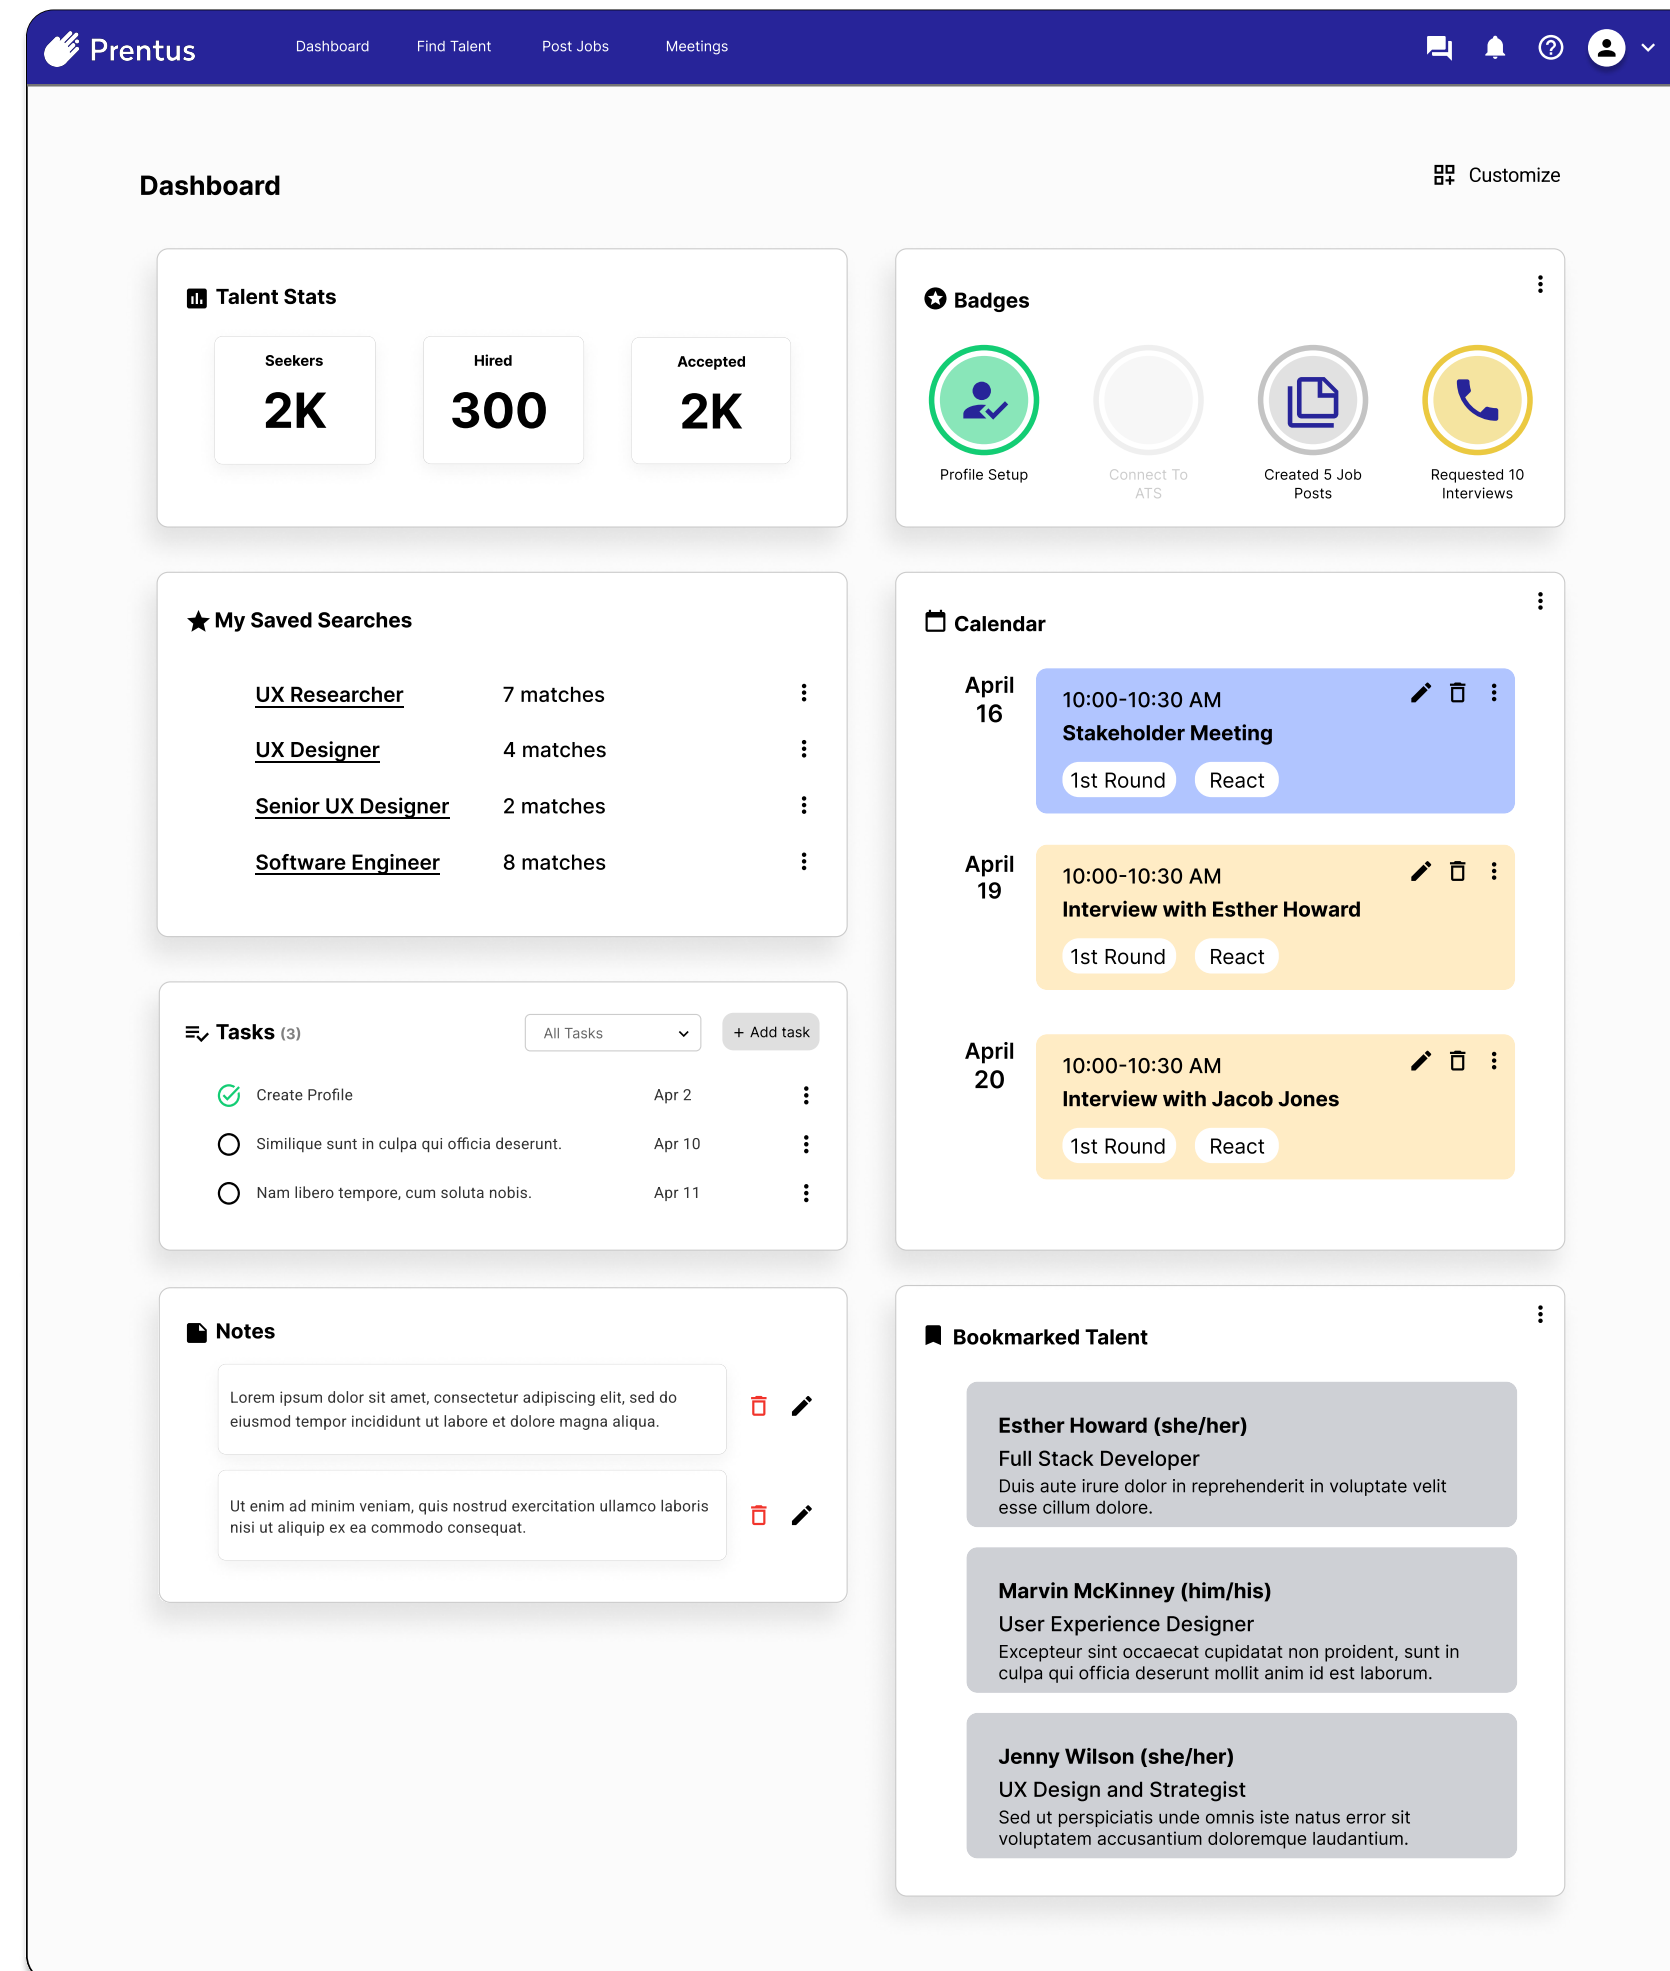 Prentus
Dashboard
Find Talent
Post Jobs
Meetings
Dashboard
Customize
Talent Stats
Seekers
2K
Hired
300
Accepted
2K
Badges
Profile Setup
Connect To
ATS
Created 5 Job
Posts
Requested 10
Interviews
My Saved Searches
UX Researcher 7 matches
UX Designer 4 matches
Senior UX Designer 2 matches
Software Engineer 8 matches
Calendar
April
16
10:00-10:30 AM
Stakeholder Meeting
1st Round React
April
19
10:00-10:30 AM
Interview with Esther Howard
1st Round React
April
20
10:00-10:30 AM
Interview with Jacob Jones
1st Round React
Tasks (3)
All Tasks
+ Add task
Create Profile Apr 2
Similique sunt in culpa qui officia deserunt. Apr 10
Nam libero tempore, cum soluta nobis. Apr 11
Notes
Lorem ipsum dolor sit amet, consectetur adipiscing elit, sed do
eiusmod tempor incididunt ut labore et dolore magna aliqua.
Ut enim ad minim veniam, quis nostrud exercitation ullamco laboris
nisi ut aliquip ex ea commodo consequat.
Bookmarked Talent
Esther Howard (she/her)
Full Stack Developer
Duis aute irure dolor in reprehenderit in voluptate velit
esse cillum dolore.
Marvin McKinney (him/his)
User Experience Designer
Excepteur sint occaecat cupidatat non proident, sunt in
culpa qui officia deserunt mollit anim id est laborum.
Jenny Wilson (she/her)
UX Design and Strategist
Sed ut perspiciatis unde omnis iste natus error sit
voluptatem accusantium doloremque laudantium.